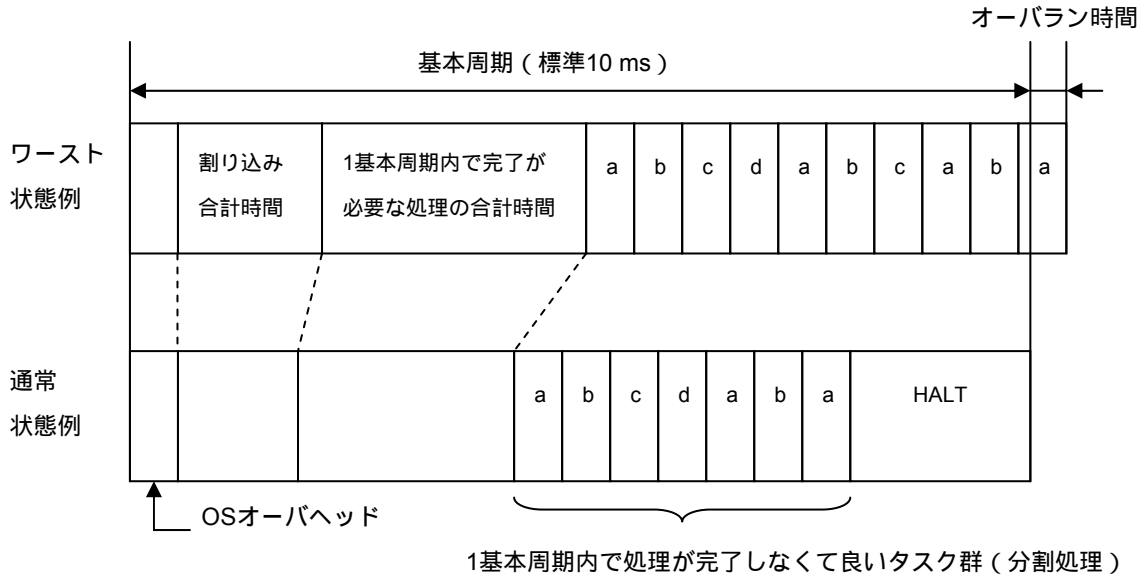 オーバラン時間
基本周期（標準10 ms）
ワースト
状態例
割り込み
合計時間
1基本周期内で完了が
必要な処理の合計時間
a b c d a b c a b a
通常
状態例
a b c d a b a HALT
OSオーバヘッド
1基本周期内で処理が完了しなくて良いタスク群（分割処理）